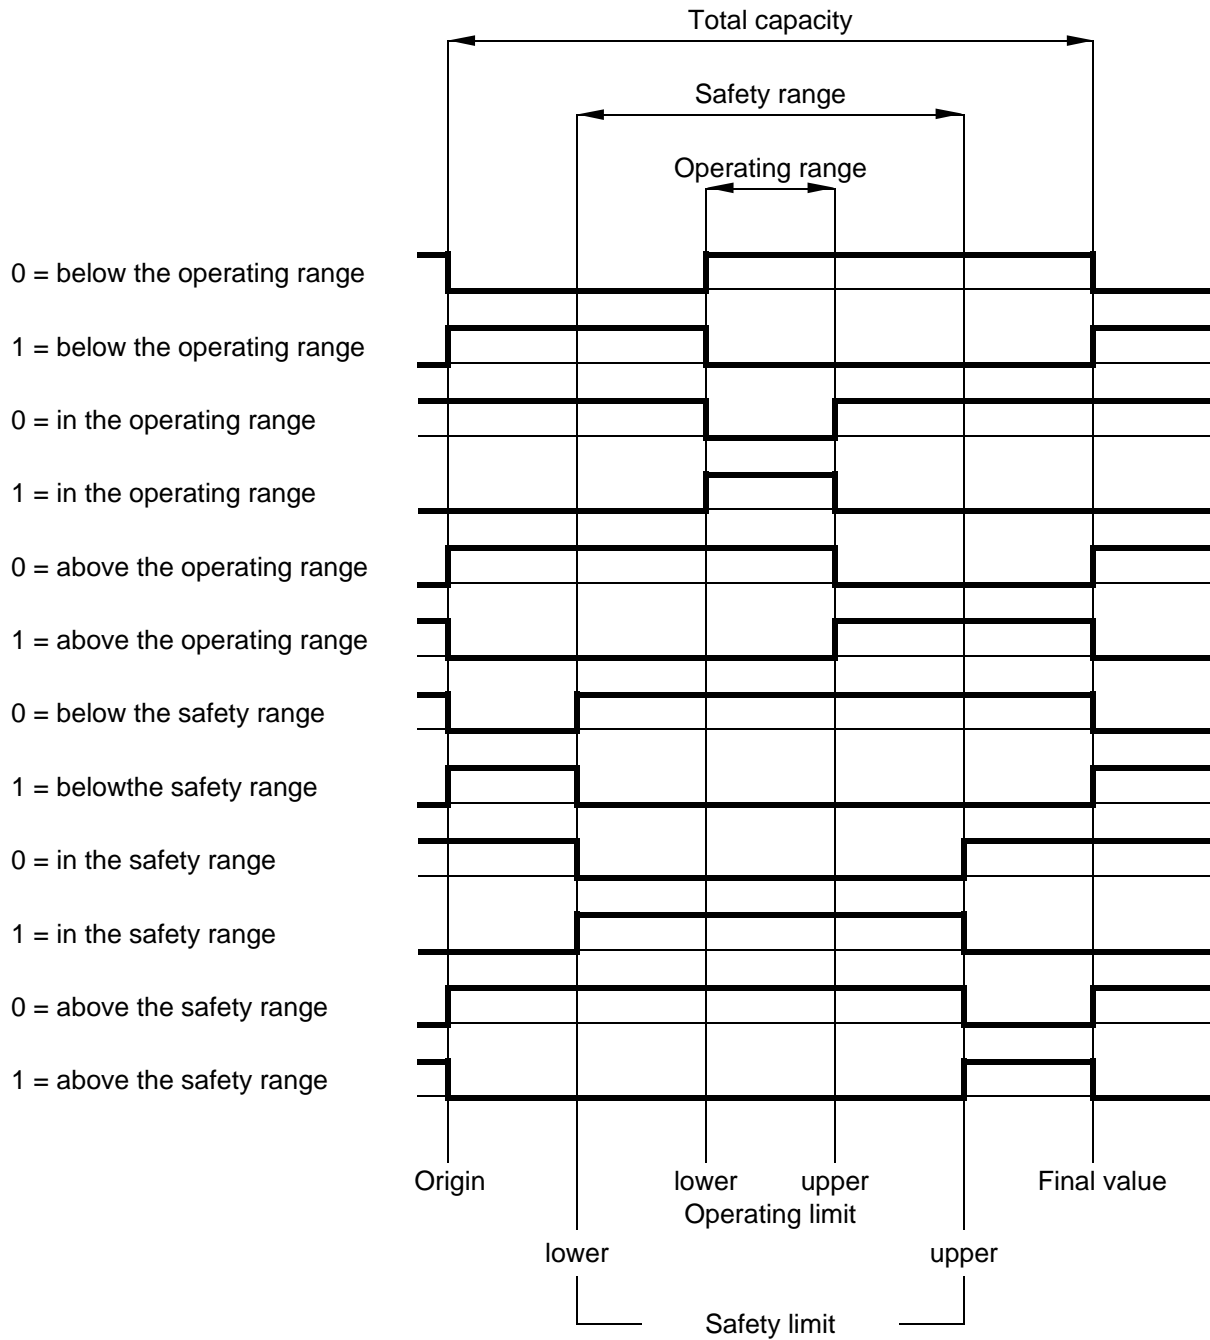 Total capacity
Safety range
Operating range
0 = below the operating range
1 = below the operating range
0 = in the operating range
1 = in the operating range
0 = above the operating range
1 = above the operating range
0 = below the safety range
1 = belowthe safety range
0 = in the safety range
1 = in the safety range
0 = above the safety range
1 = above the safety range
Origin lower upper Final value
Operating limit
lower upper
Safety limit